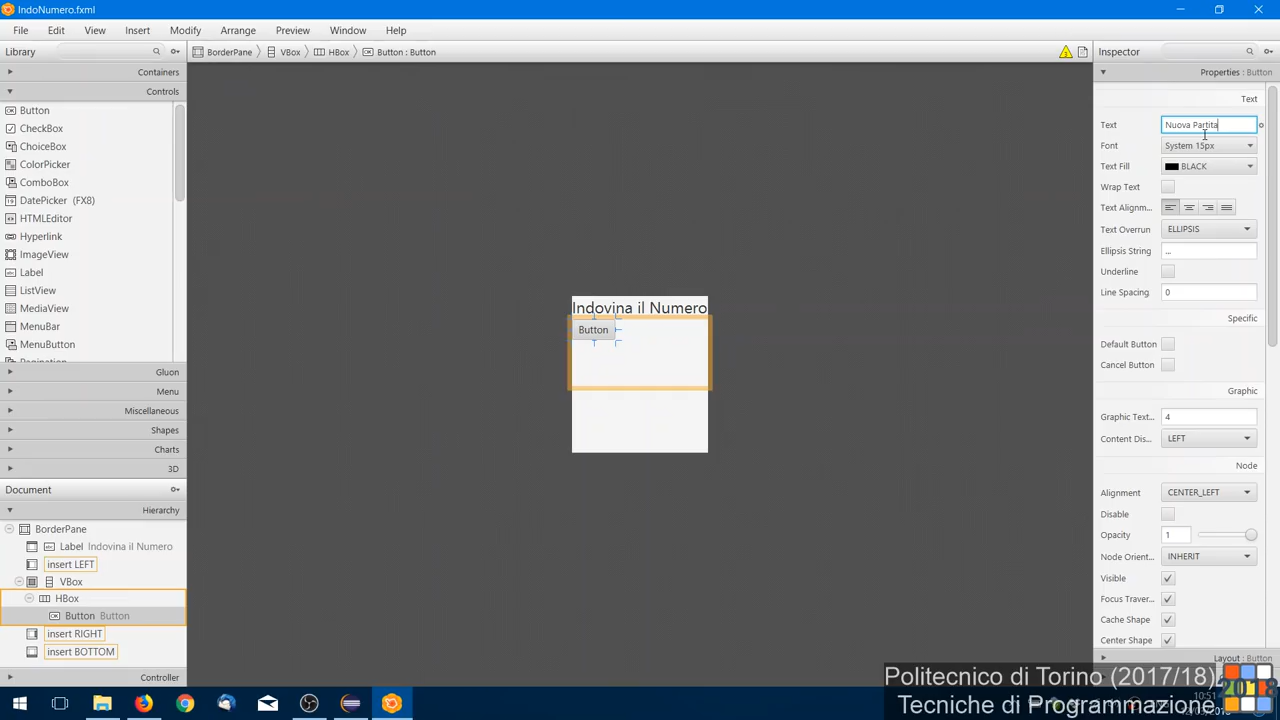 IndoNumero.fxml
File Edit View Insert Modify Arrange Preview Window Help
Library
BorderPane VBox HBox Button : Button
Inspector
Containers
Controls
Button
CheckBox
ChoiceBox
ColorPicker
ComboBox
DatePicker (FX8)
HTMLEditor
Hyperlink
ImageView
Label
ListView
MediaView
MenuBar
MenuButton
Pagination
Gluon
Menu
Miscellaneous
Shapes
Charts
3D
Document
Hierarchy
BorderPane
Label Indovina il Numero
insert LEFT
VBox
HBox
Button Button
insert RIGHT
insert BOTTOM
Controller
Indovina il Numero
Button
Properties : Button
Text
Text Nuova Partita
Font System 15px
Text Fill BLACK
Wrap Text
Text Alignm...
Text Overrun ELLIPSIS
Ellipsis String ...
Underline
Line Spacing 0
Specific
Default Button
Cancel Button
Graphic
Graphic Text... 4
Content Dis... LEFT
Node
Alignment CENTER_LEFT
Disable
Opacity 1
Node Orient... INHERIT
Visible
Focus Traver...
Cache Shape
Center Shape
Layout : Button
Politecnico di Torino (2017/18)
Tecniche di Programmazione
2018
10:51